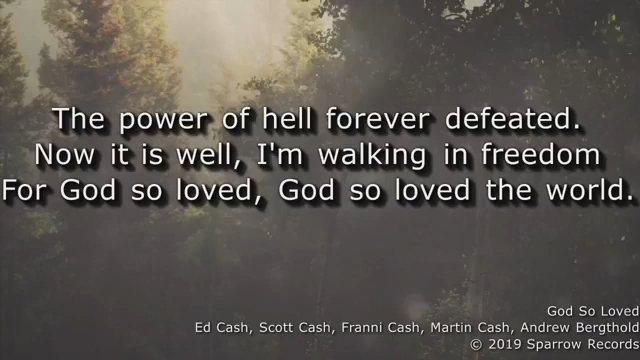 The power of hell forever defeated.
Now it is well, I'm walking in freedom
For God so loved, God so loved the world.
God So Loved
Ed Cash, Scott Cash, Franni Cash, Martin Cash, Andrew Bergthold
© 2019 Sparrow Records